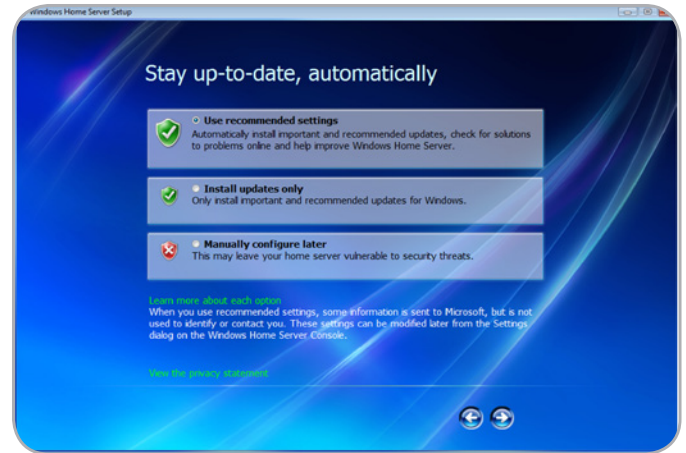 Windows Home Server Setup
Stay up-to-date, automatically
Use recommended settings
Automatically install important and recommended updates, check for solutions
to problems online and help improve Windows Home Server.
Install updates only
Only install important and recommended updates for Windows.
Manually configure later
This may leave your home server vulnerable to security threats.
Learn more about each option
When you use recommended settings, some information is sent to Microsoft, but is not
used to identify or contact you. These settings can be modified later from the Settings
dialog on the Windows Home Server Console.
View the privacy statement